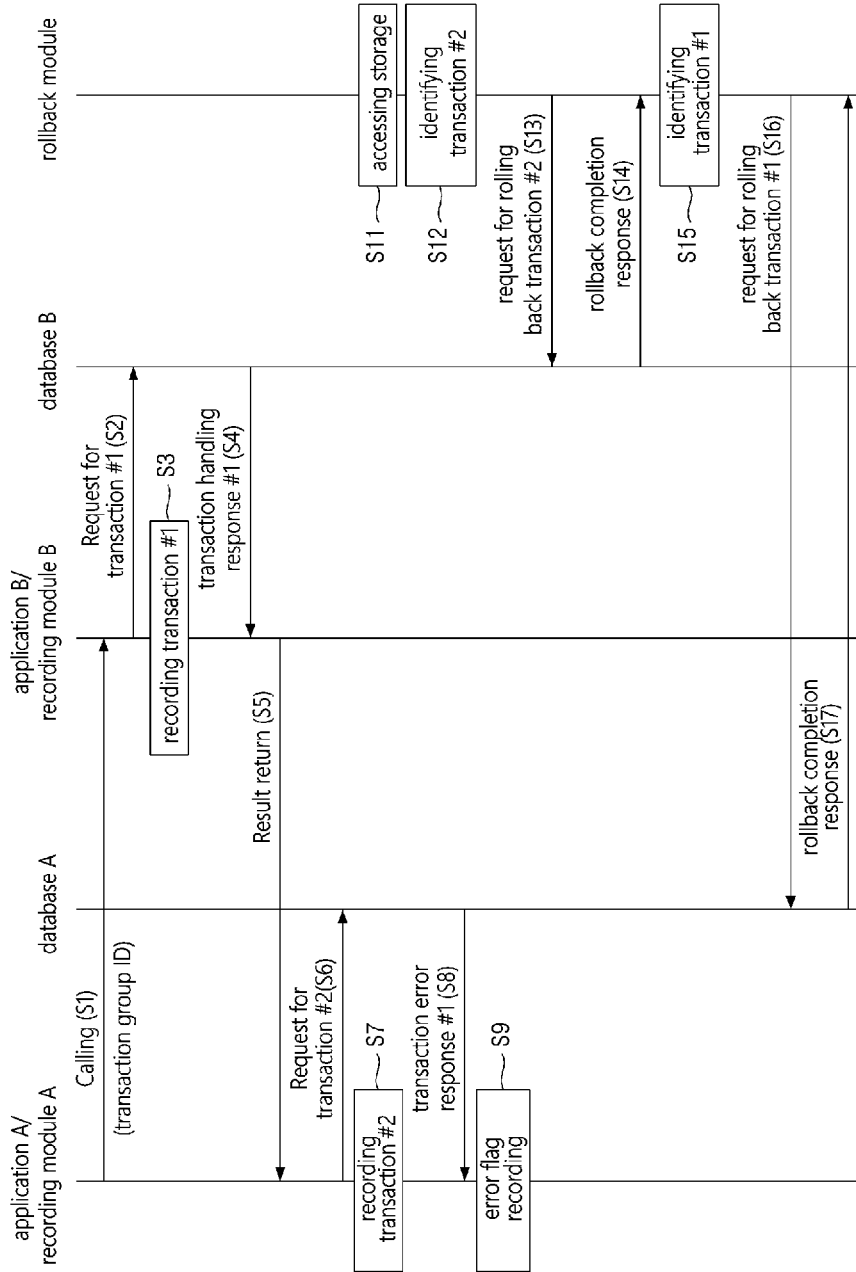 application A/
recording module A
database A
application B/
recording module B
database B
rollback module
Calling (S1)
(transaction group ID)
Request for
transaction #1 (S2)
recording transaction #1
S3
transaction handling
response #1 (S4)
Result return (S5)
Request for
transaction #2(S6)
recording
transaction #2
S7
transaction error
response #1 (S8)
error flag
recording
S9
S11
accessing storage
S12
identifying
transaction #2
request for rolling
back transaction #2 (S13)
rollback completion
response (S14)
S15
identifying
transaction #1
request for rolling
back transaction #1 (S16)
rollback completion
response (S17)